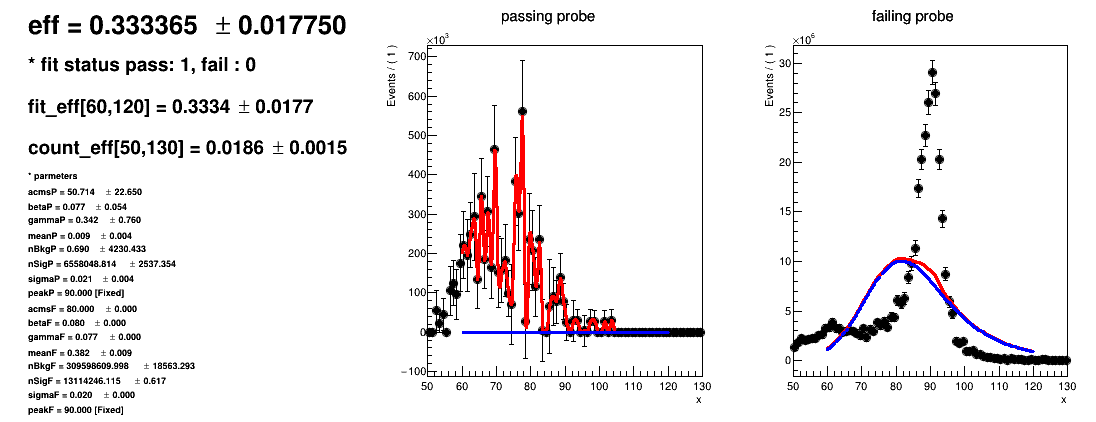 eff = 0.333365 ± 0.017750
* fit status pass: 1, fail : 0
fit_eff[60,120] = 0.3334 ± 0.0177
count_eff[50,130] = 0.0186 ± 0.0015
* parmeters
acmsP = 50.714 ± 22.650
betaP = 0.077 ± 0.054
gammaP = 0.342 ± 0.760
meanP = 0.009 ± 0.004
nBkgP = 0.690 ± 4230.433
nSigP = 6558048.814 ± 2537.354
sigmaP = 0.021 ± 0.004
peakP = 90.000 [Fixed]
acmsF = 80.000 ± 0.000
betaF = 0.080 ± 0.000
gammaF = 0.077 ± 0.000
meanF = 0.382 ± 0.009
nBkgF = 309598609.998 ± 18563.293
nSigF = 13114246.115 ± 0.617
sigmaF = 0.020 ± 0.000
peakF = 90.000 [Fixed]
passing probe
×10³
Events / ( 1 )
700
600
500
400
300
200
100
0
−100
50 60 70 80 90 100 110 120 130
x
failing probe
×10⁶
Events / ( 1 )
30
25
20
15
10
5
0
50 60 70 80 90 100 110 120 130
x